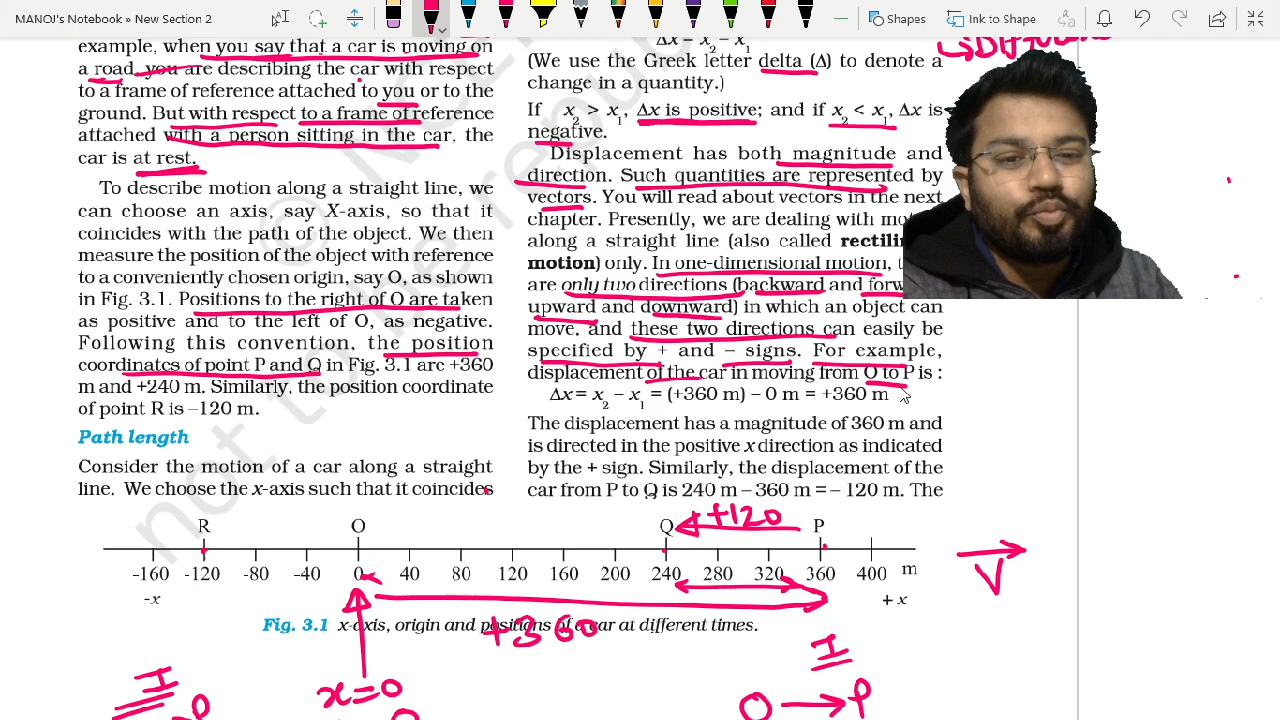 MANOJ's Notebook » New Section 2
Shapes
Ink to Shape
example, when you say that a car is moving on
a road, you are describing the car with respect
to a frame of reference attached to you or to the
ground. But with respect to a frame of reference
attached with a person sitting in the car, the
car is at rest.
To describe motion along a straight line, we
can choose an axis, say X-axis, so that it
coincides with the path of the object. We then
measure the position of the object with reference
to a conveniently chosen origin, say O, as shown
in Fig. 3.1. Positions to the right of O are taken
as positive and to the left of O, as negative.
Following this convention, the position
coordinates of point P and Q in Fig. 3.1 are +360
m and +240 m. Similarly, the position coordinate
of point R is –120 m.
Path length
Consider the motion of a car along a straight
line. We choose the x-axis such that it coincides
Δx = x₂ – x₁
(We use the Greek letter delta (Δ) to denote a
change in a quantity.)
If x₂ > x₁, Δx is positive; and if x₂ < x₁, Δx is
negative.
Displacement has both magnitude and
direction. Such quantities are represented by
vectors. You will read about vectors in the next
chapter. Presently, we are dealing with
along a straight line (also called
motion) only. In one-dimensional motion,
are only two directions (backward and
upward and downward) in which an object can
move, and these two directions can easily be
specified by + and – signs. For example,
displacement of the car in moving from O to P is :
Δx = x₂ – x₁ = (+360 m) – 0 m = +360 m
The displacement has a magnitude of 360 m and
is directed in the positive x direction as indicated
by the + sign. Similarly, the displacement of the
car from P to Q is 240 m – 360 m = – 120 m. The
+120
R O Q P
-160 -120 -80 -40 0 40 80 120 160 200 240 280 320 360 400 m
-x + x
V
Fig. 3.1 x-axis, origin and positions of a car at different times.
+360
I
I
x=0
O → P
P
not to be repu